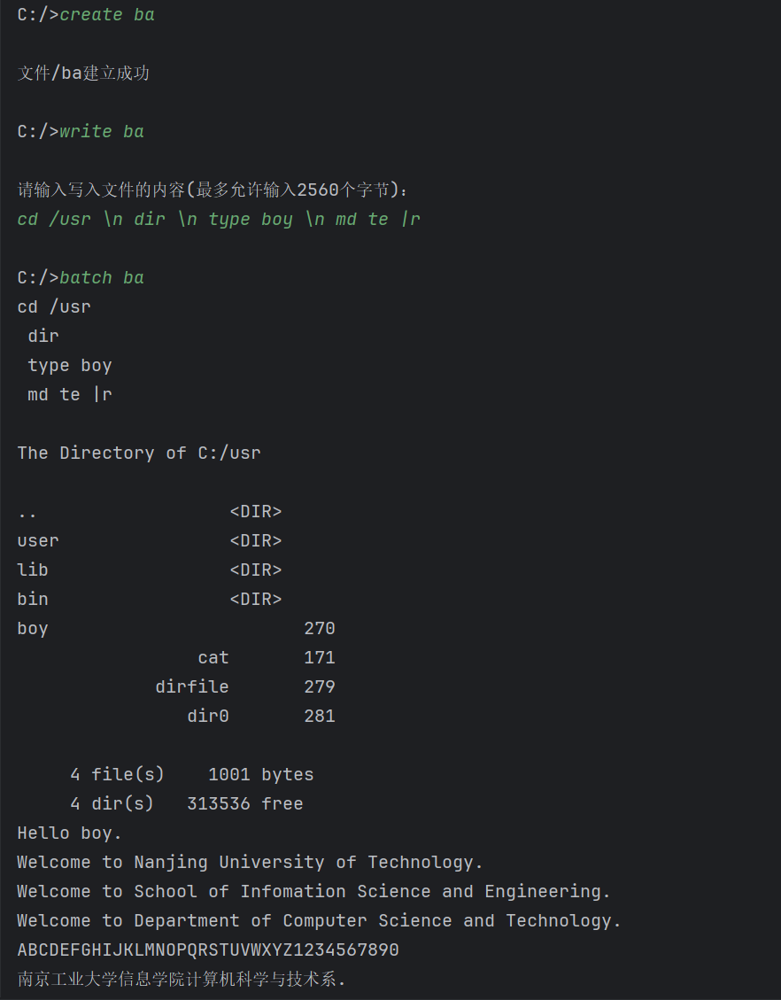 C:/>create ba
文件/ba建立成功
C:/>write ba
请输入写入文件的内容(最多允许输入2560个字节)：
cd /usr \n dir \n type boy \n md te |r
C:/>batch ba
cd /usr
dir
type boy
md te |r
The Directory of C:/usr
.. <DIR>
user <DIR>
lib <DIR>
bin <DIR>
boy 270
cat 171
dirfile 279
dir0 281
4 file(s) 1001 bytes
4 dir(s) 313536 free
Hello boy.
Welcome to Nanjing University of Technology.
Welcome to School of Infomation Science and Engineering.
Welcome to Department of Computer Science and Technology.
ABCDEFGHIJKLMNOPQRSTUVWXYZ1234567890
南京工业大学信息学院计算机科学与技术系.